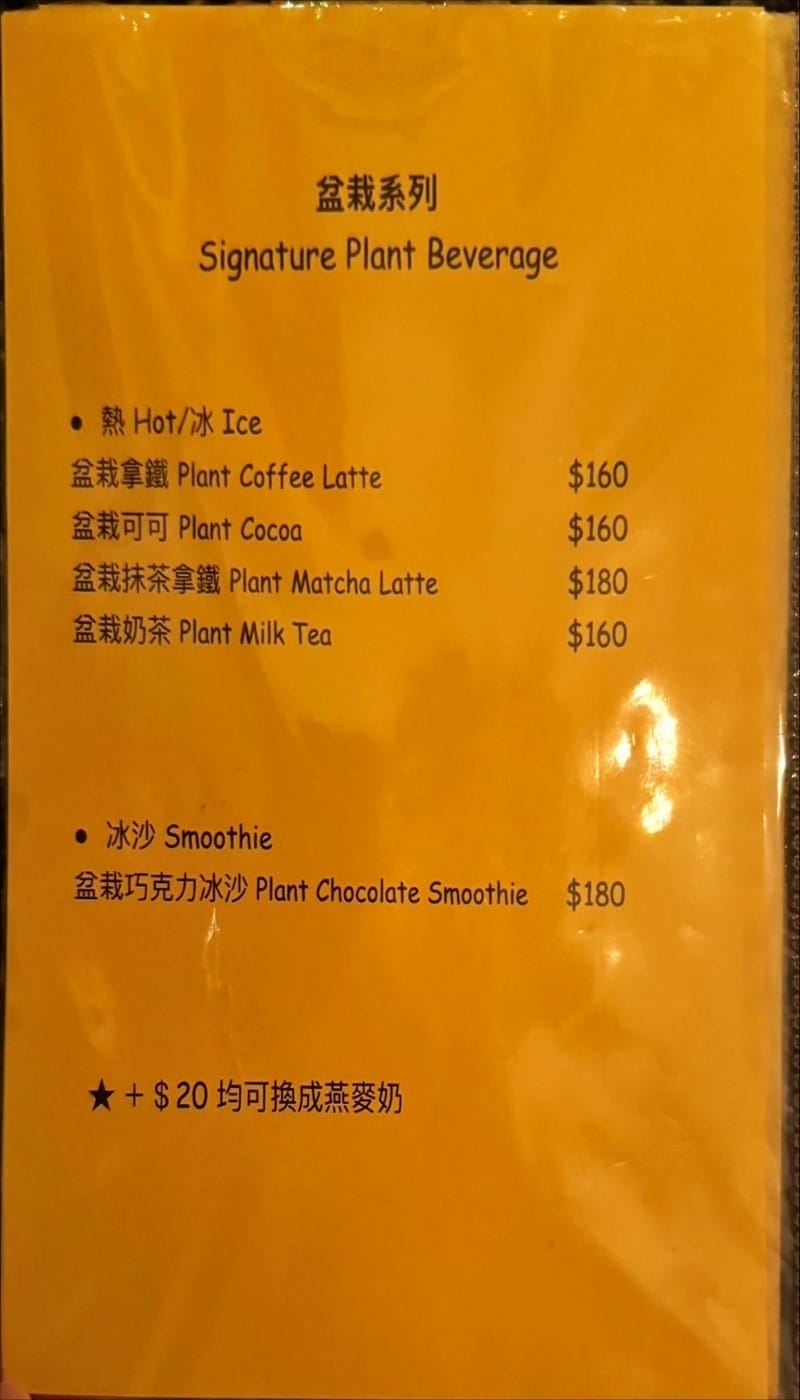 盆栽系列
Signature Plant Beverage
• 熱 Hot/冰 Ice
盆栽拿鐵 Plant Coffee Latte $160
盆栽可可 Plant Cocoa $160
盆栽抹茶拿鐵 Plant Matcha Latte $180
盆栽奶茶 Plant Milk Tea $160
• 冰沙 Smoothie
盆栽巧克力冰沙 Plant Chocolate Smoothie $180
★ + $20 均可換成燕麥奶